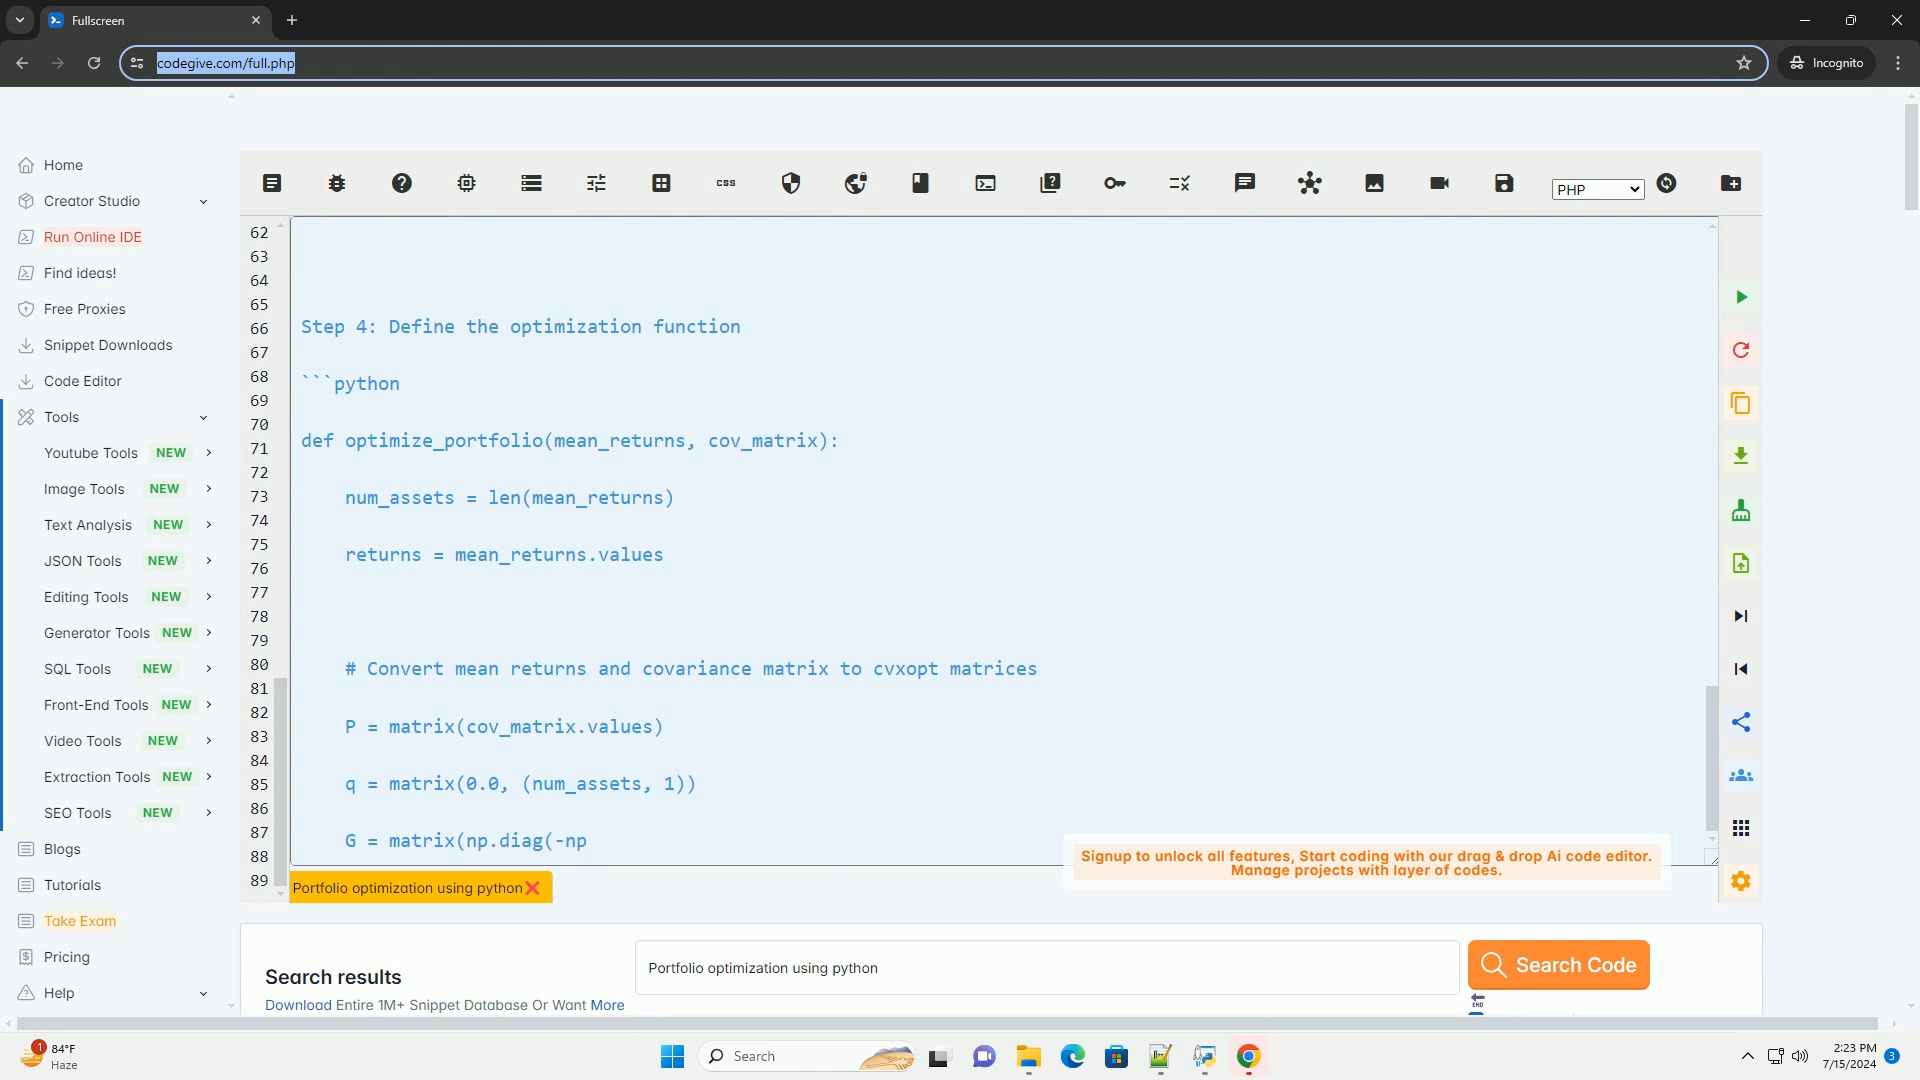 Fullscreen
codegive.com/full.php
Incognito
Home
Creator Studio
Run Online IDE
Find ideas!
Free Proxies
Snippet Downloads
Code Editor
Tools
Youtube Tools NEW
Image Tools NEW
Text Analysis NEW
JSON Tools NEW
Editing Tools NEW
Generator Tools NEW
SQL Tools NEW
Front-End Tools NEW
Video Tools NEW
Extraction Tools NEW
SEO Tools NEW
Blogs
Tutorials
Take Exam
Pricing
Help
css
PHP
62
63
64
65
66
67
68
69
70
71
72
73
74
75
76
77
78
79
80
81
82
83
84
85
86
87
88
89
Step 4: Define the optimization function
```python
def optimize_portfolio(mean_returns, cov_matrix):
num_assets = len(mean_returns)
returns = mean_returns.values
# Convert mean returns and covariance matrix to cvxopt matrices
P = matrix(cov_matrix.values)
q = matrix(0.0, (num_assets, 1))
G = matrix(np.diag(-np
Signup to unlock all features, Start coding with our drag & drop Ai code editor.
Manage projects with layer of codes.
Portfolio optimization using python
Search results
Download Entire 1M+ Snippet Database Or Want More
Portfolio optimization using python
Search Code
END
1
84°F
Haze
Search
2:23 PM
7/15/2024
3